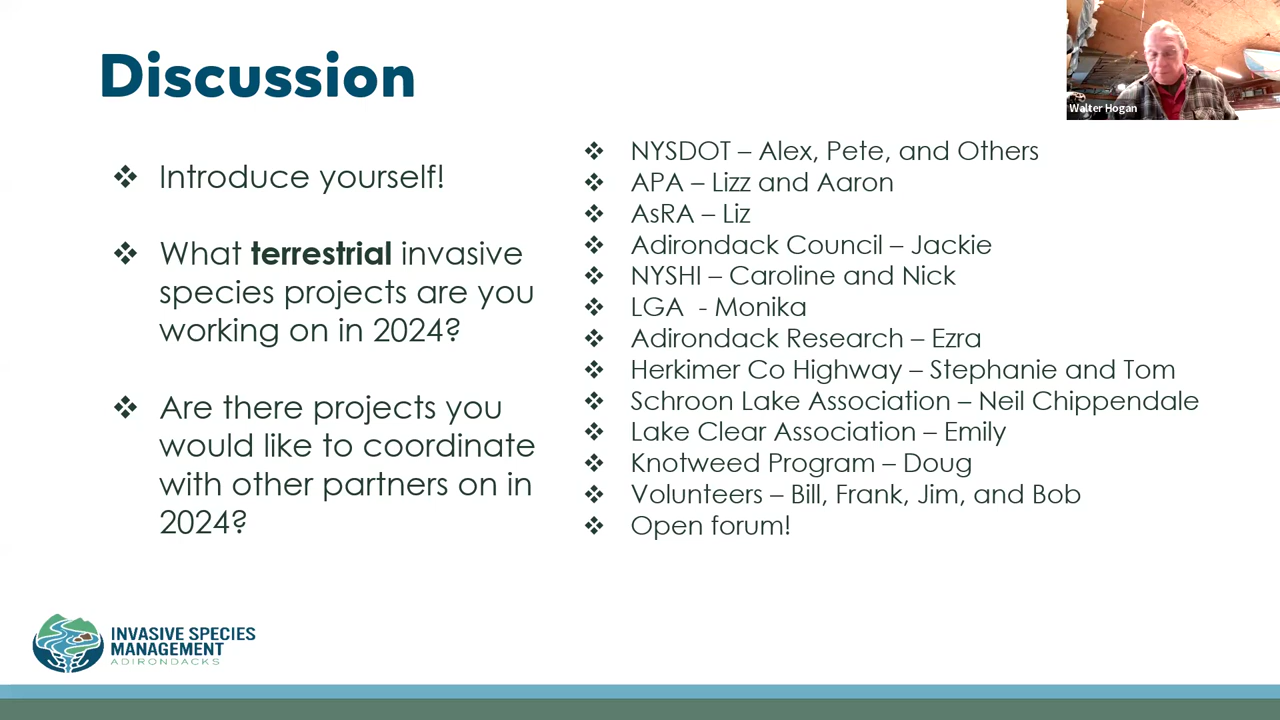 Discussion
Walter Hogan
❖ Introduce yourself!
❖ What terrestrial invasive
species projects are you
working on in 2024?
❖ Are there projects you
would like to coordinate
with other partners on in
2024?
❖ NYSDOT – Alex, Pete, and Others
❖ APA – Lizz and Aaron
❖ AsRA – Liz
❖ Adirondack Council – Jackie
❖ NYSHI – Caroline and Nick
❖ LGA - Monika
❖ Adirondack Research – Ezra
❖ Herkimer Co Highway – Stephanie and Tom
❖ Schroon Lake Association – Neil Chippendale
❖ Lake Clear Association – Emily
❖ Knotweed Program – Doug
❖ Volunteers – Bill, Frank, Jim, and Bob
❖ Open forum!
INVASIVE SPECIES
MANAGEMENT
ADIRONDACKS